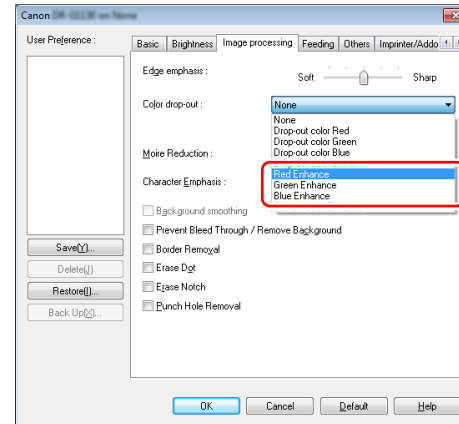 Canon DR-G1130 on None
User Preference :
Basic Brightness Image processing Feeding Others Imprinter/Addo
Edge emphasis :
Soft Sharp
Color drop-out :
None
None
Drop-out color Red
Drop-out color Green
Drop-out color Blue
Moire Reduction :
Red Enhance
Character Emphasis :
Green Enhance
Blue Enhance
Background smoothing
Prevent Bleed Through / Remove Background
Save(Y)...
Border Removal
Delete(J)
Erase Dot
Restore(I)...
Erase Notch
Back Up(X)...
Punch Hole Removal
OK Cancel Default Help